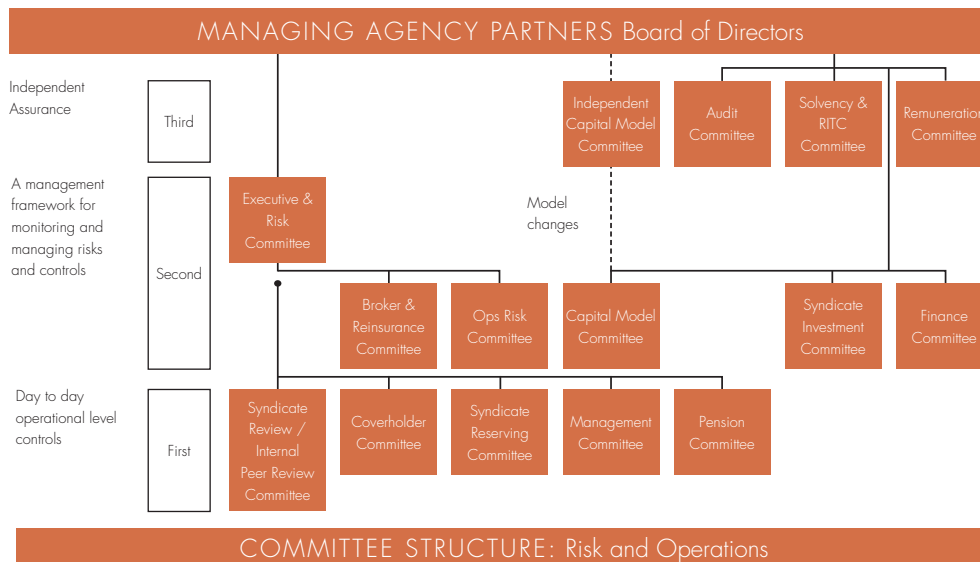 MANAGING AGENCY PARTNERS Board of Directors
Independent
Assurance
Third
Independent
Capital Model
Committee
Audit
Committee
Solvency &
RITC
Committee
Remuneration
Committee
A management
framework for
monitoring and
managing risks
and controls
Second
Executive &
Risk
Committee
Model
changes
Broker &
Reinsurance
Committee
Ops Risk
Committee
Capital Model
Committee
Syndicate
Investment
Committee
Finance
Committee
Day to day
operational level
controls
First
Syndicate
Review /
Internal
Peer Review
Committee
Coverholder
Committee
Syndicate
Reserving
Committee
Management
Committee
Pension
Committee
COMMITTEE STRUCTURE: Risk and Operations